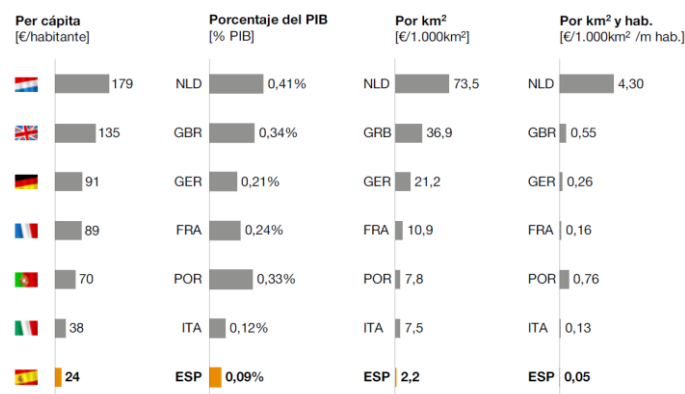 Per cápita Porcentaje del PIB Por km² Por km² y hab.
[€/habitante] [% PIB] [€/1.000km²] [€/1.000km² /m hab.]
179 NLD 0,41% NLD 73,5 NLD 4,30
135 GBR 0,34% GRB 36,9 GBR 0,55
91 GER 0,21% GER 21,2 GER 0,26
89 FRA 0,24% FRA 10,9 FRA 0,16
70 POR 0,33% POR 7,8 POR 0,76
38 ITA 0,12% ITA 7,5 ITA 0,13
24 ESP 0,09% ESP 2,2 ESP 0,05